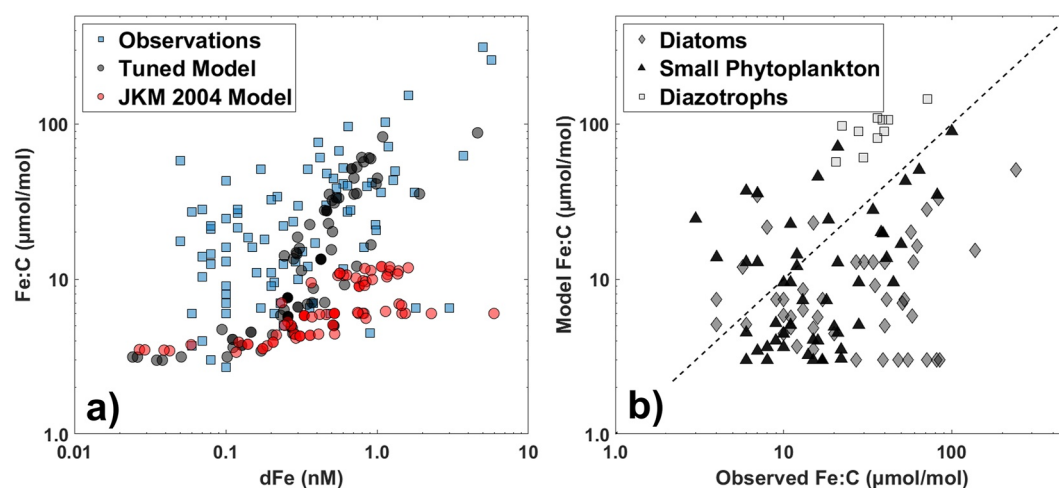 Observations
Tuned Model
JKM 2004 Model
100
10
1.0
0.01
0.1
1.0
10
Fe:C (µmol/mol)
dFe (nM)
a)
Diatoms
Small Phytoplankton
Diazotrophs
100
10
1.0
1.0
10
100
Model Fe:C (µmol/mol)
Observed Fe:C (µmol/mol)
b)